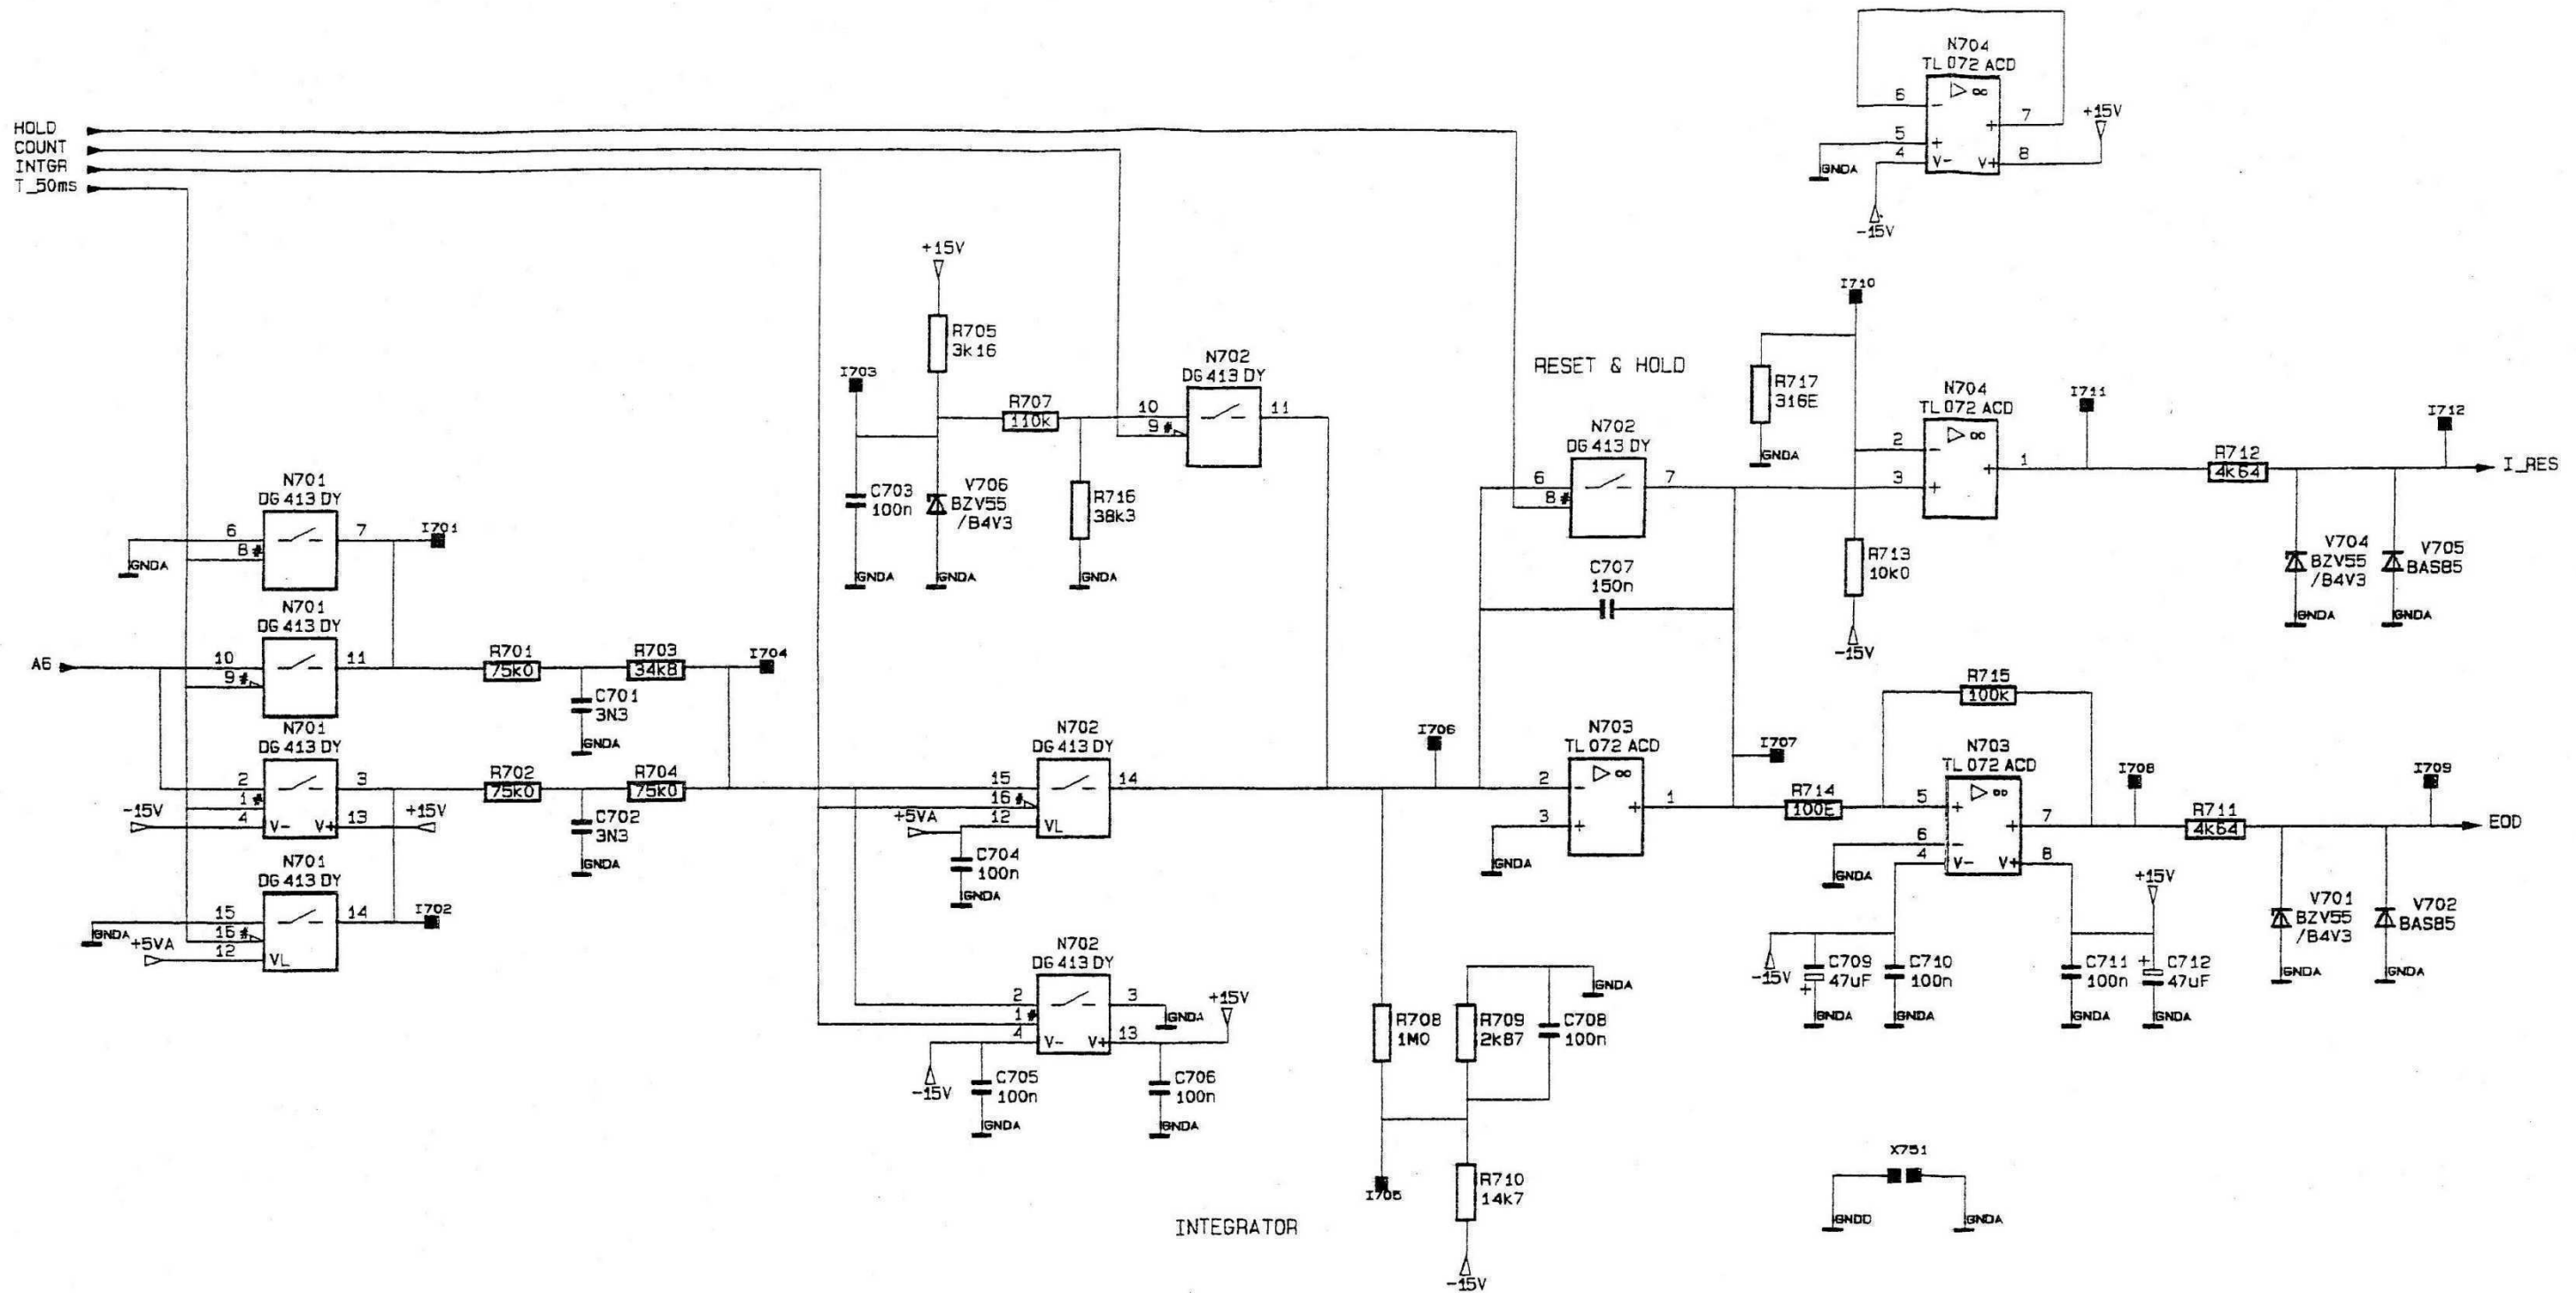 HOLD
COUNT
INTGR
T_50ms
N704
TL 072 ACD
▷ ∞
6 -
5 +
4 V-
+ 7
V+ 8
+15V
GNDA
-15V
+15V
R705
3k16
I703
C703
100n
GNDA
V706
BZV55
/B4V3
GNDA
R707
110k
R716
38k3
GNDA
N702
DG 413 DY
10
9 #
11
RESET & HOLD
N702
DG 413 DY
6
8 #
7
C707
150n
I710
R717
316E
GNDA
N704
TL 072 ACD
▷ ∞
2 -
3 +
+ 1
R713
10k0
-15V
I711
R712
4k64
I712
I_RES
V704
BZV55
/B4V3
GNDA
V705
BAS85
GNDA
N701
DG 413 DY
6
8 #
7
I701
GNDA
A6
N701
DG 413 DY
10
9 #
11
R701
75k0
R703
34k8
I704
C701
3N3
GNDA
N701
DG 413 DY
2
1 #
4 V-
3
V+ 13
-15V
+15V
R702
75k0
R704
75k0
C702
3N3
GNDA
N701
DG 413 DY
15
16 #
12 VL
14
I702
GNDA
+5VA
N702
DG 413 DY
15
16 #
12 VL
14
+5VA
C704
100n
GNDA
N702
DG 413 DY
2
1 #
4 V-
3
V+ 13
GNDA
+15V
-15V
C705
100n
GNDA
C706
100n
GNDA
I706
N703
TL 072 ACD
▷ ∞
2 -
3 +
+ 1
GNDA
I707
R714
100E
R715
100k
N703
TL 072 ACD
▷ ∞
5 +
6 -
4 V-
+ 7
V+ 8
GNDA
I708
R711
4k64
I709
EOD
V701
BZV55
/B4V3
GNDA
V702
BAS85
GNDA
-15V
C709
47uF
+
GNDA
C710
100n
GNDA
+15V
C711
100n
GNDA
+
C712
47uF
GNDA
R708
1M0
R709
2k87
C708
100n
GNDA
I705
R710
14k7
-15V
INTEGRATOR
X751
GNDD
GNDA